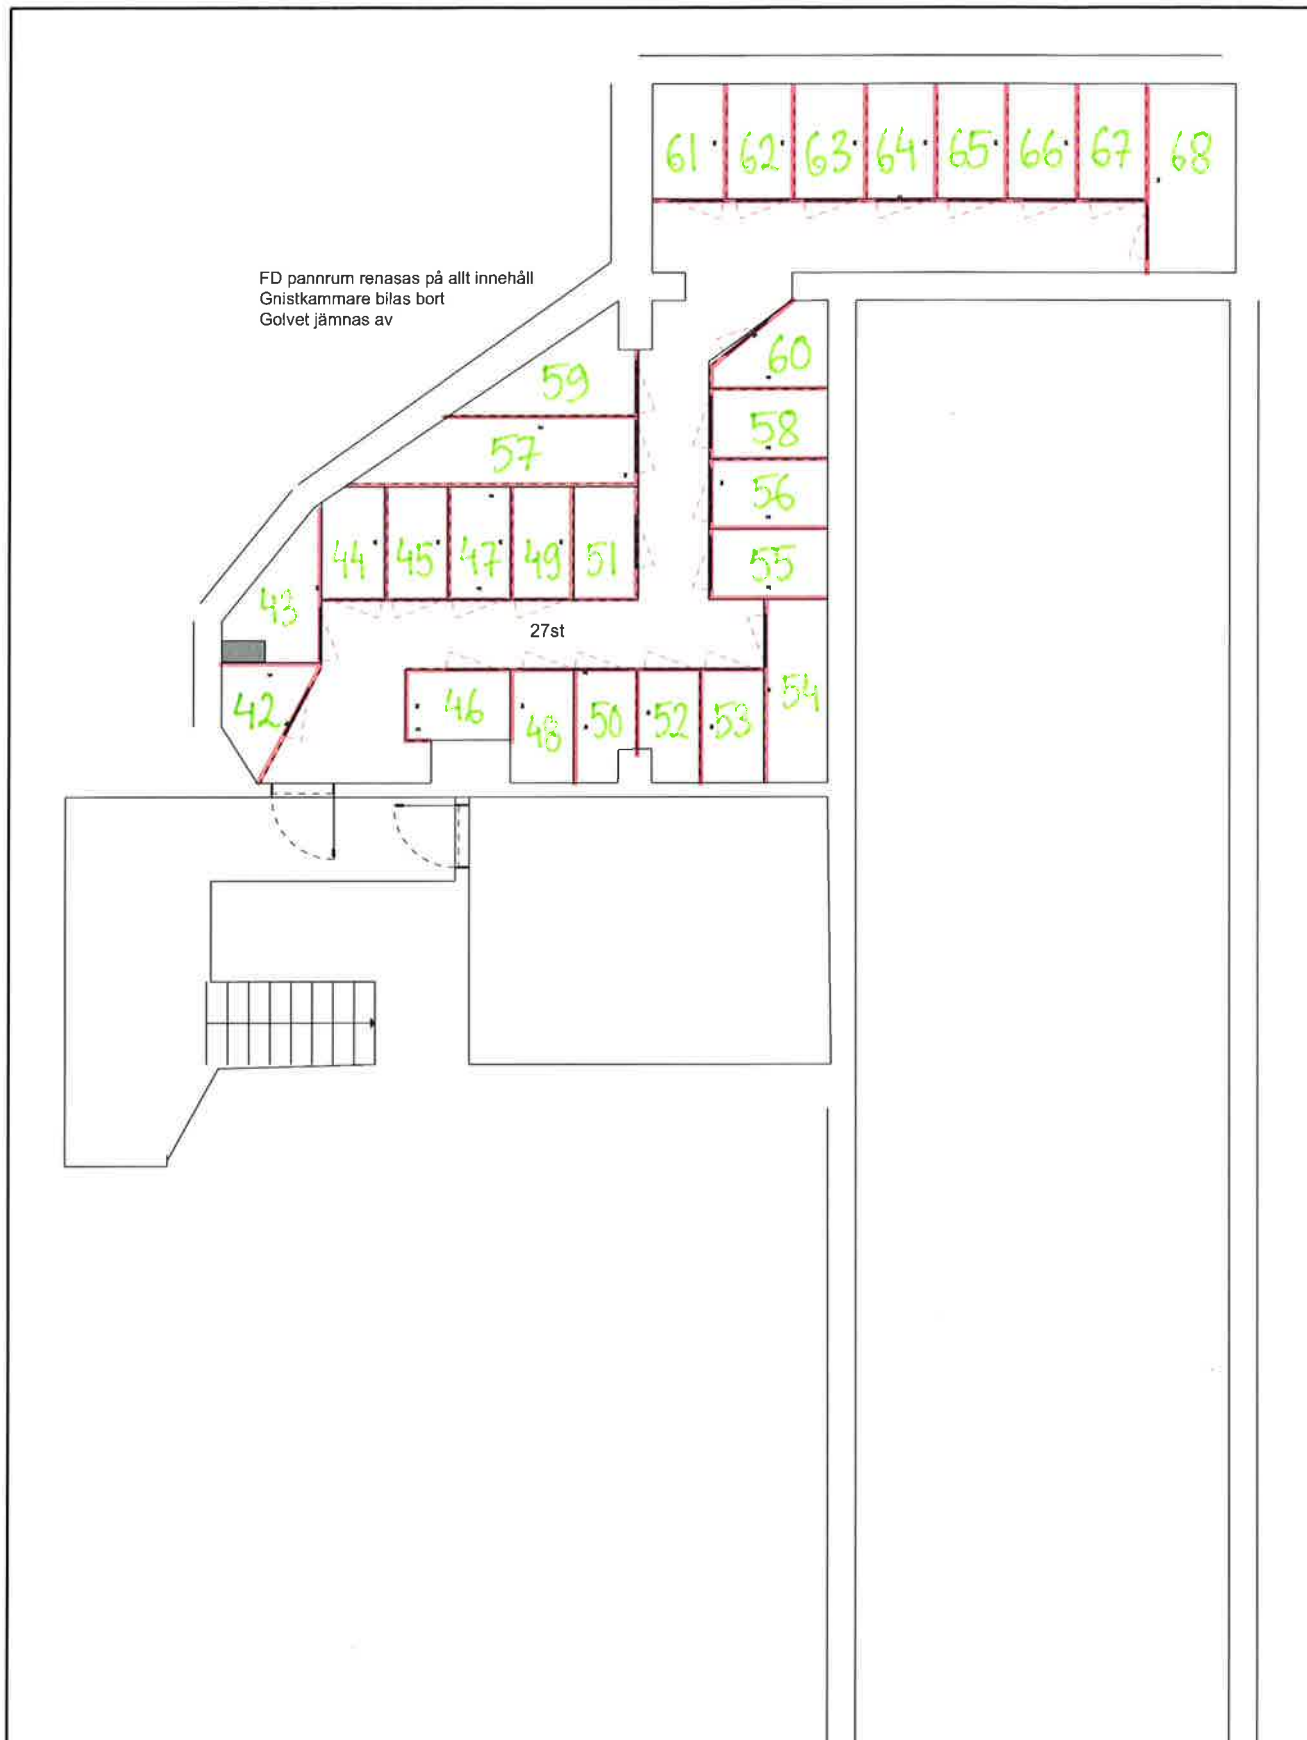 61 62 63 64 65 66 67 68
FD pannrum renasas på allt innehåll
Gnistkammare bilas bort
Golvet jämnas av
60
59
58
57
56
44 45 47 49 51 55
43
27st
42 46 48 50 52 53 54